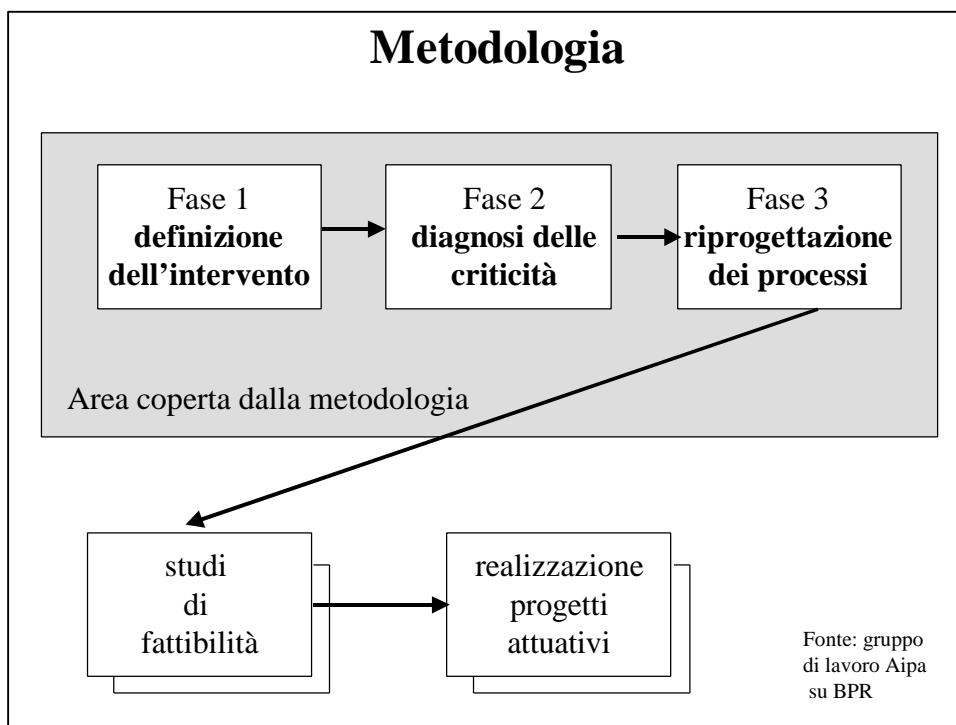 Metodologia
Fase 1
definizione
dell’intervento
Fase 2
diagnosi delle
criticità
Fase 3
riprogettazione
dei processi
Area coperta dalla metodologia
studi
di
fattibilità
realizzazione
progetti
attuativi
Fonte: gruppo
di lavoro Aipa
su BPR